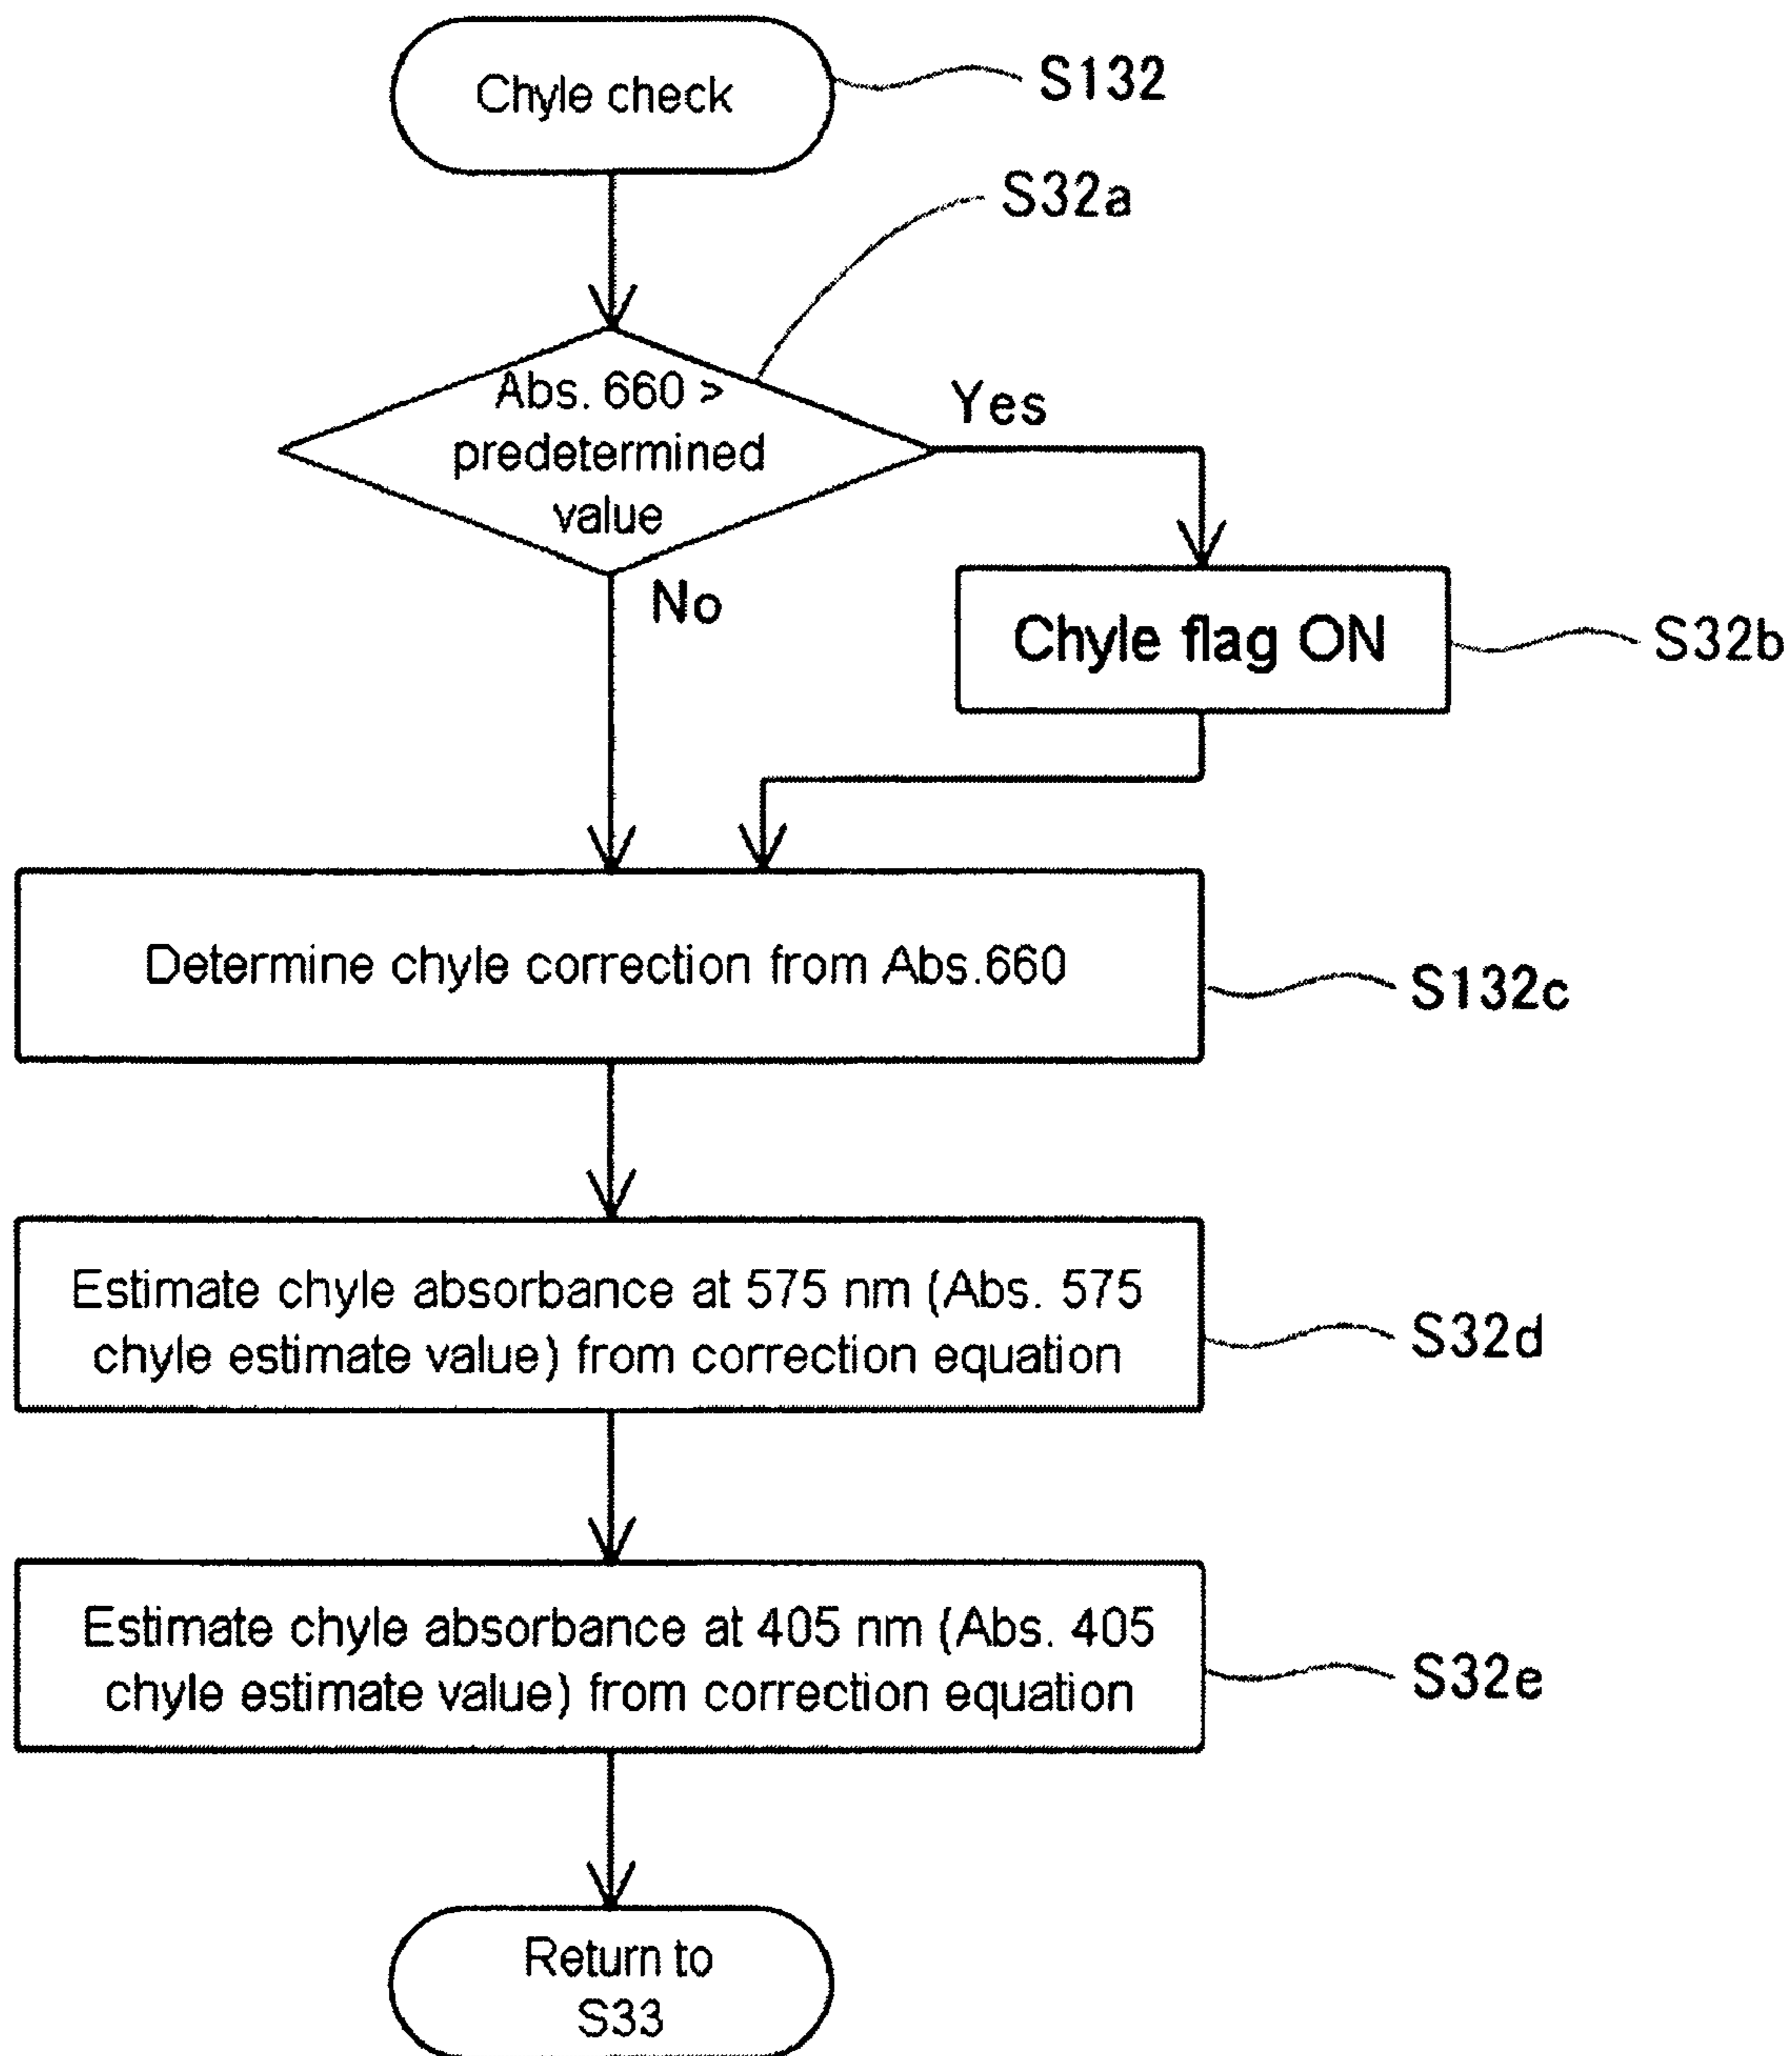 Chyle check
S132
S32a
Abs. 660 >
predetermined
value
Yes
No
Chyle flag ON
S32b
Determine chyle correction from Abs.660
S132c
Estimate chyle absorbance at 575 nm (Abs. 575
chyle estimate value) from correction equation
S32d
Estimate chyle absorbance at 405 nm (Abs. 405
chyle estimate value) from correction equation
S32e
Return to
S33